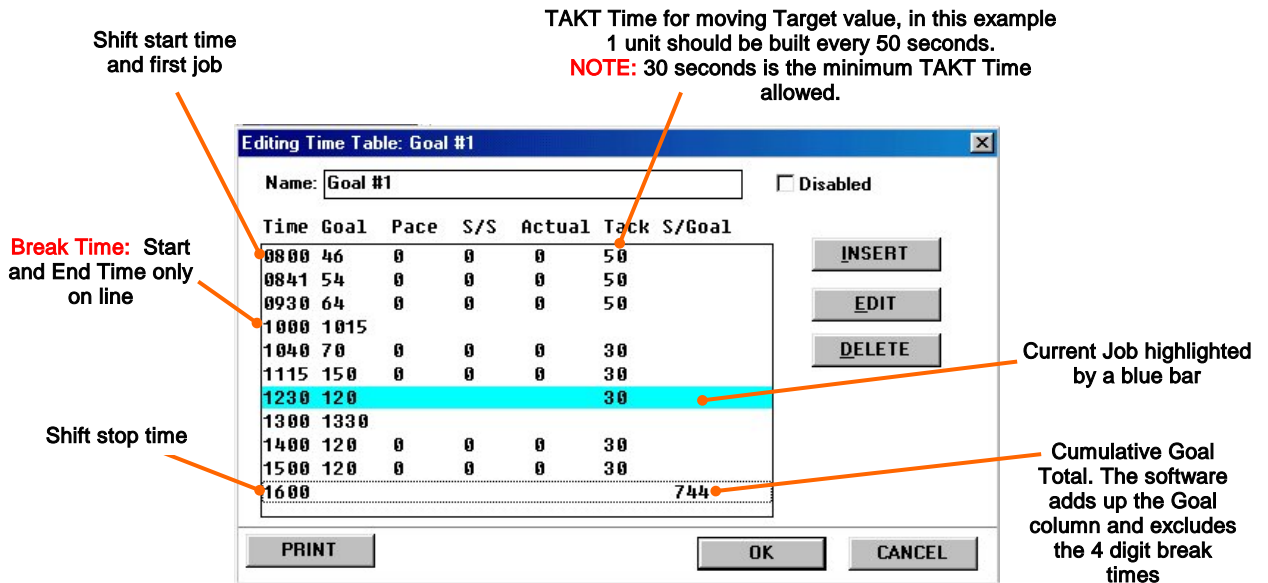 Shift start time
and first job
TAKT Time for moving Target value, in this example
1 unit should be built every 50 seconds.
NOTE: 30 seconds is the minimum TAKT Time
allowed.
Editing Time Table: Goal #1
Name: Goal #1
Disabled
Time Goal Pace S/S Actual Tack S/Goal
0800 46 0 0 0 50
0841 54 0 0 0 50
0930 64 0 0 0 50
1000 1015
1040 70 0 0 0 30
1115 150 0 0 0 30
1230 120 30
1300 1330
1400 120 0 0 0 30
1500 120 0 0 0 30
1600 744
INSERT
EDIT
DELETE
PRINT
OK
CANCEL
Break Time: Start
and End Time only
on line
Shift stop time
Current Job highlighted
by a blue bar
Cumulative Goal
Total. The software
adds up the Goal
column and excludes
the 4 digit break
times